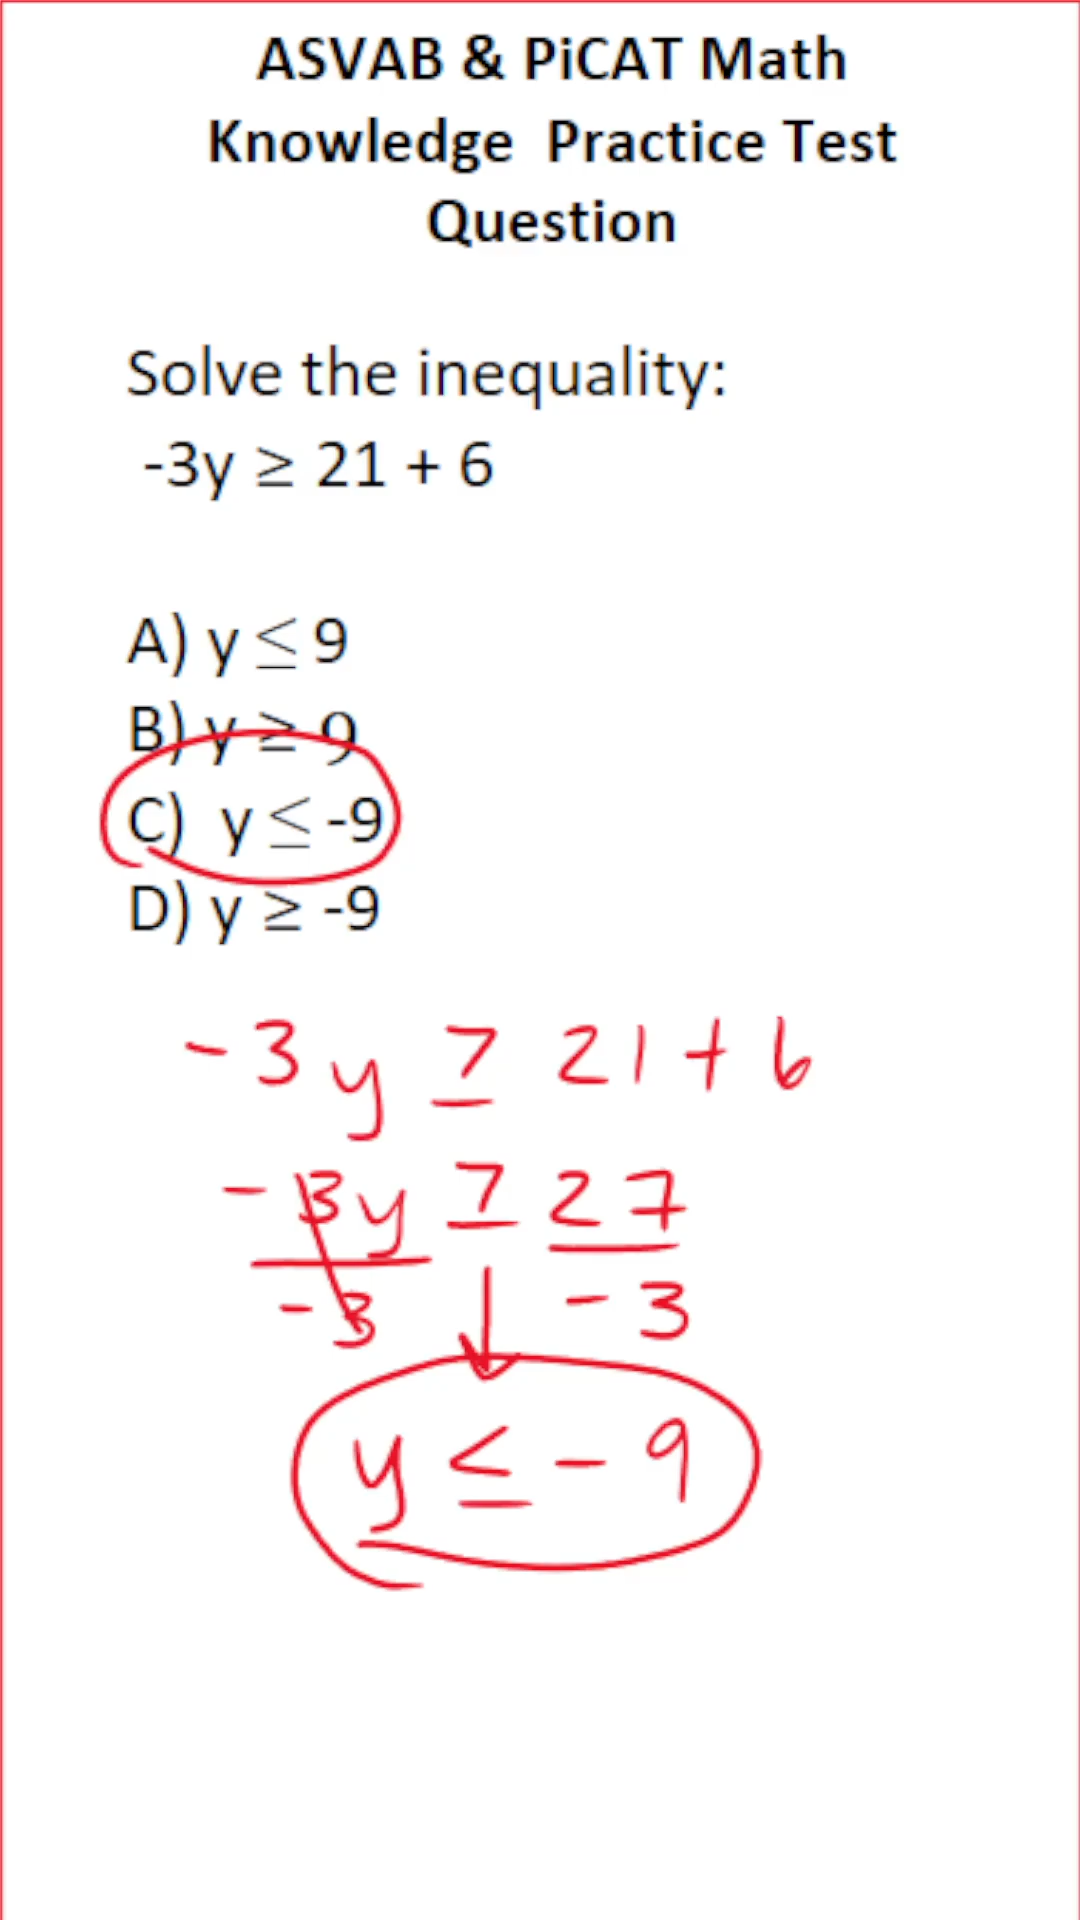 ASVAB & PiCAT Math
Knowledge Practice Test
Question
Solve the inequality:
-3y ≥ 21 + 6
A) y ≤ 9
B) y ≥ 9
C) y ≤ -9
D) y ≥ -9
-3y ≥ 21+6
-3y ≥ 27
-3 -3
y ≤ -9